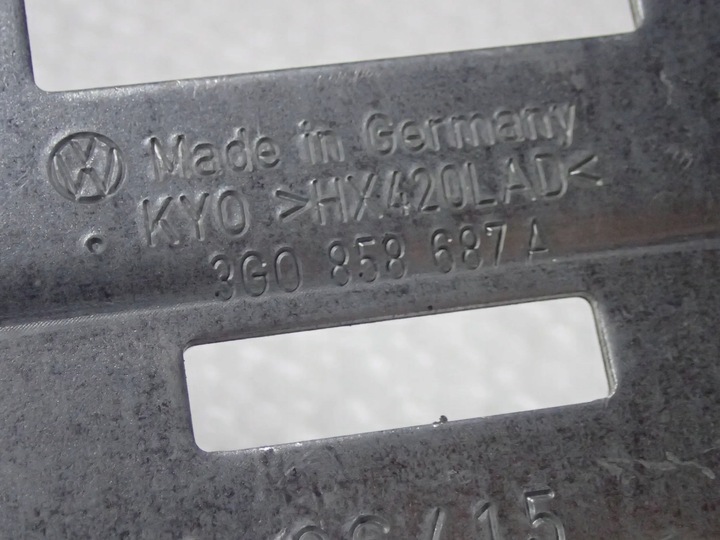 Made in Germany
KYO >HX420LAD<
3G0 858 687 A